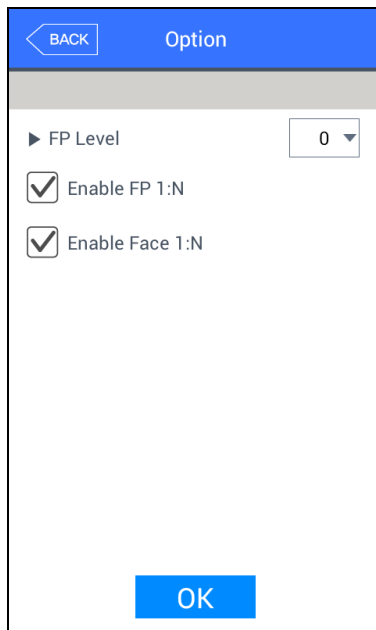 BACK Option
FP Level 0
Enable FP 1:N
Enable Face 1:N
OK